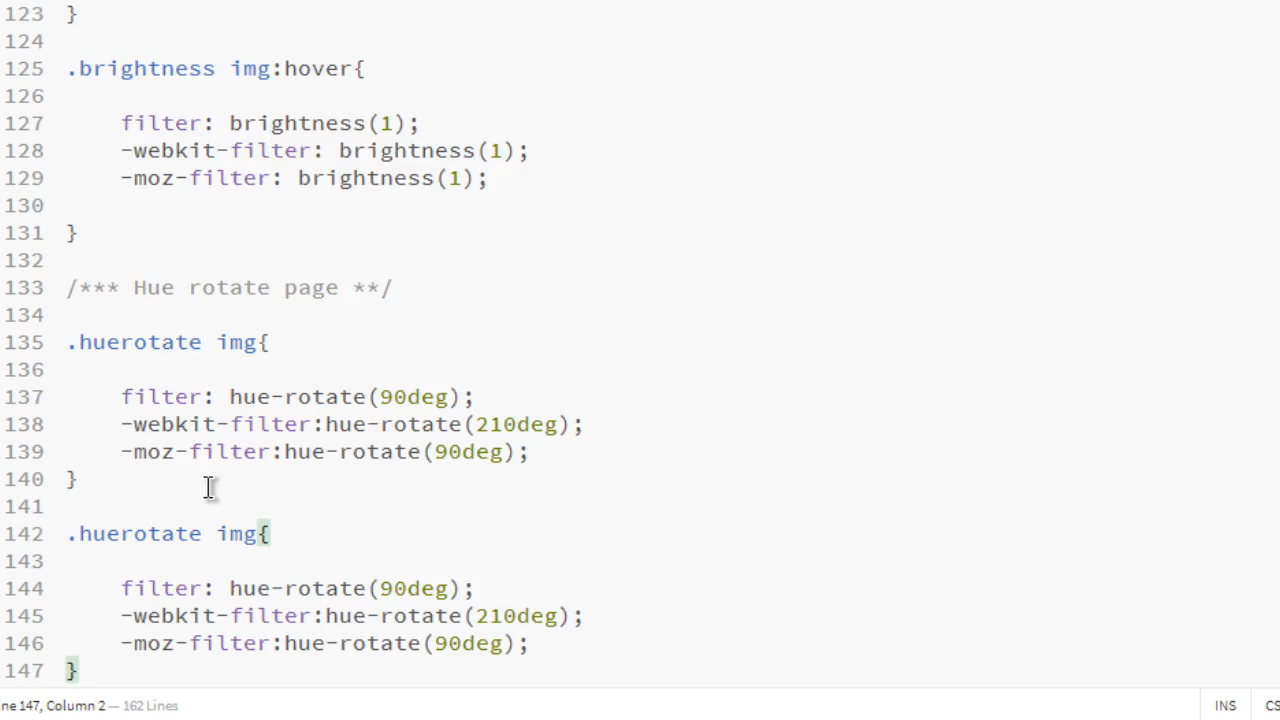 123 }
124
125 .brightness img:hover{
126
127 filter: brightness(1);
128 -webkit-filter: brightness(1);
129 -moz-filter: brightness(1);
130
131 }
132
133 /*** Hue rotate page **/
134
135 .huerotate img{
136
137 filter: hue-rotate(90deg);
138 -webkit-filter:hue-rotate(210deg);
139 -moz-filter:hue-rotate(90deg);
140 }
141
142 .huerotate img{
143
144 filter: hue-rotate(90deg);
145 -webkit-filter:hue-rotate(210deg);
146 -moz-filter:hue-rotate(90deg);
147 }
ne 147, Column 2 — 162 Lines INS CS